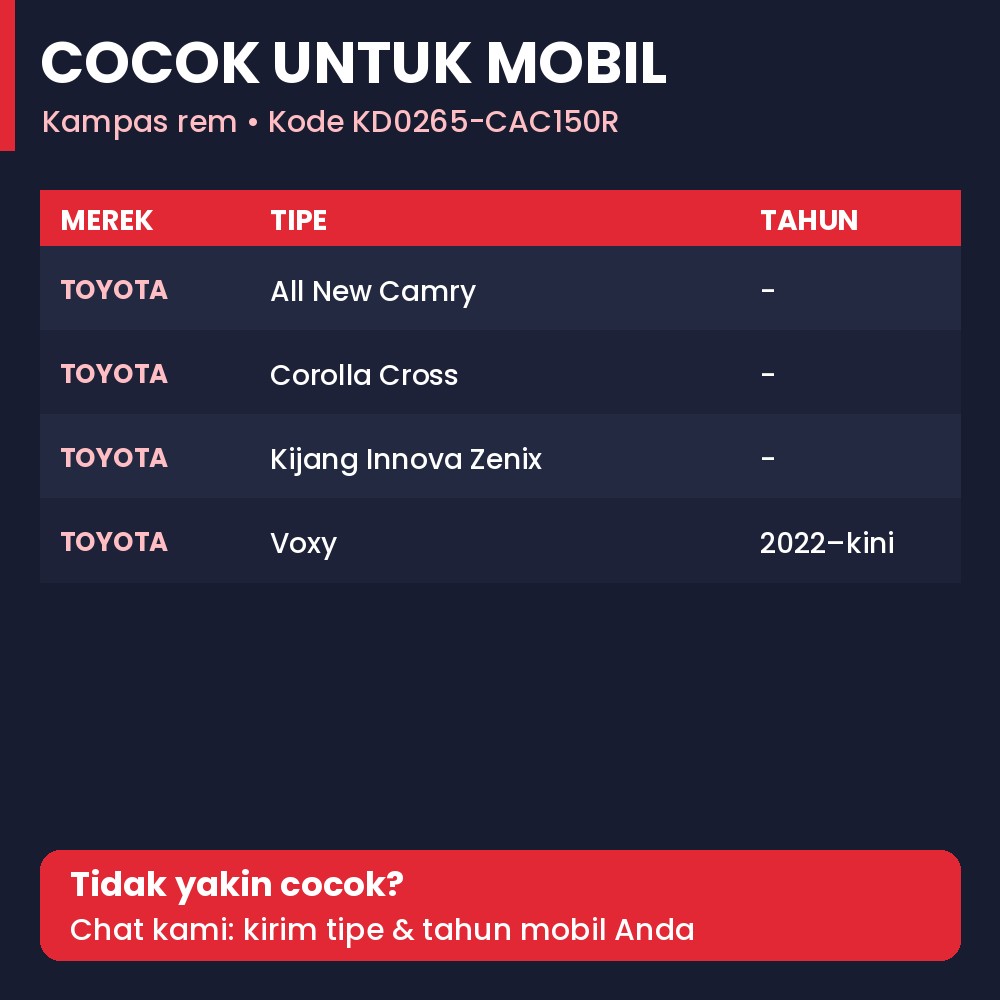 COCOK UNTUK MOBIL
Kampas rem • Kode KD0265-CAC150R
MEREK TIPE TAHUN
TOYOTA All New Camry -
TOYOTA Corolla Cross -
TOYOTA Kijang Innova Zenix -
TOYOTA Voxy 2022–kini
Tidak yakin cocok?
Chat kami: kirim tipe & tahun mobil Anda